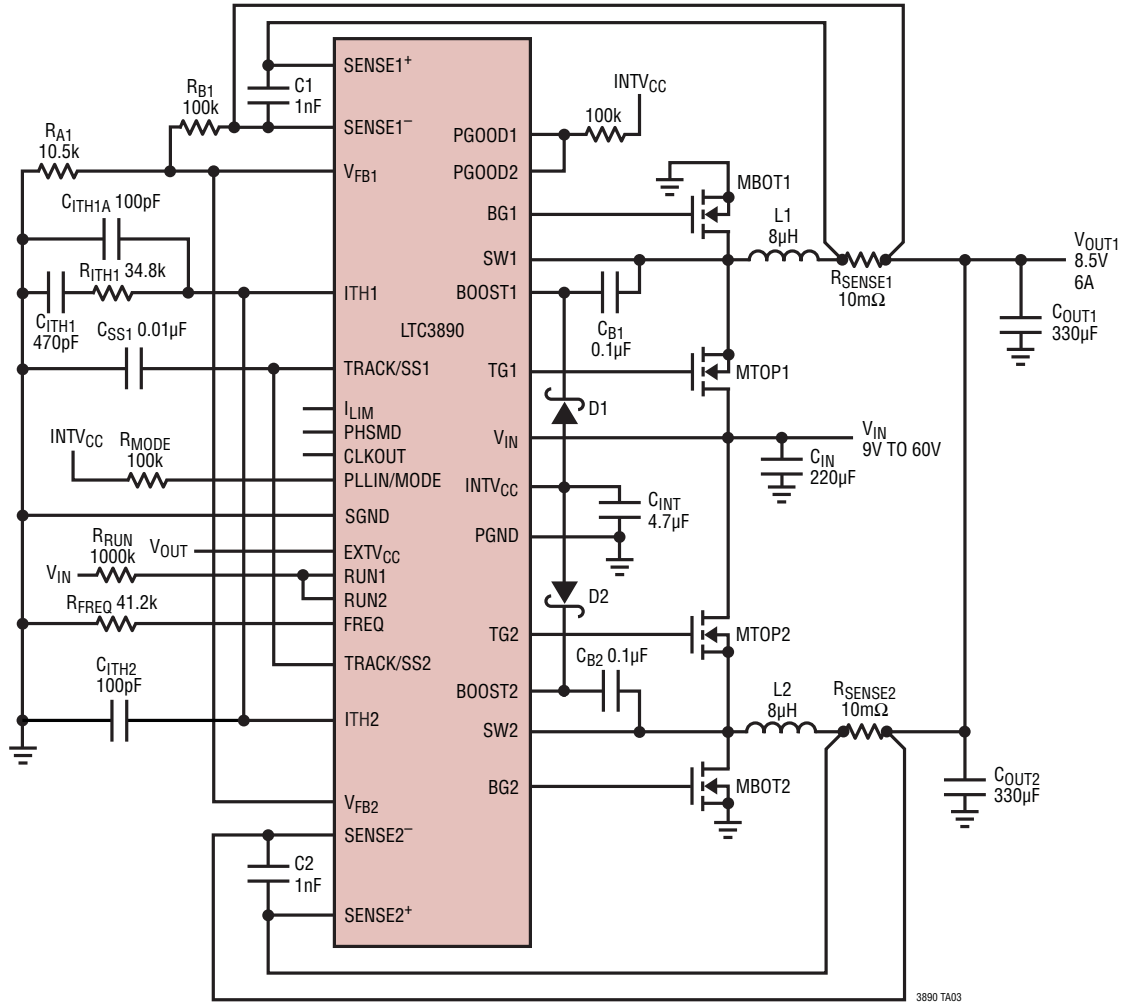 SENSE1+
C1
1nF
RB1
100k
SENSE1–
RA1
10.5k
VFB1
CITH1A 100pF
RITH1 34.8k
ITH1
CITH1
470pF
CSS1 0.01µF
TRACK/SS1
ILIM
PHSMD
CLKOUT
INTVCC
RMODE
100k
PLLIN/MODE
SGND
RRUN
1000k
VOUT
EXTVCC
VIN
RUN1
RUN2
RFREQ 41.2k
FREQ
TRACK/SS2
CITH2
100pF
ITH2
VFB2
SENSE2–
C2
1nF
SENSE2+
LTC3890
INTVCC
100k
PGOOD1
PGOOD2
BG1
MBOT1
L1
8µH
SW1
BOOST1
CB1
0.1µF
RSENSE1
10mΩ
VOUT1
8.5V
6A
COUT1
330µF
TG1
MTOP1
D1
VIN
VIN
9V TO 60V
CIN
220µF
INTVCC
CINT
4.7µF
PGND
D2
TG2
MTOP2
CB2 0.1µF
BOOST2
SW2
L2
8µH
RSENSE2
10mΩ
BG2
MBOT2
COUT2
330µF
3890 TA03